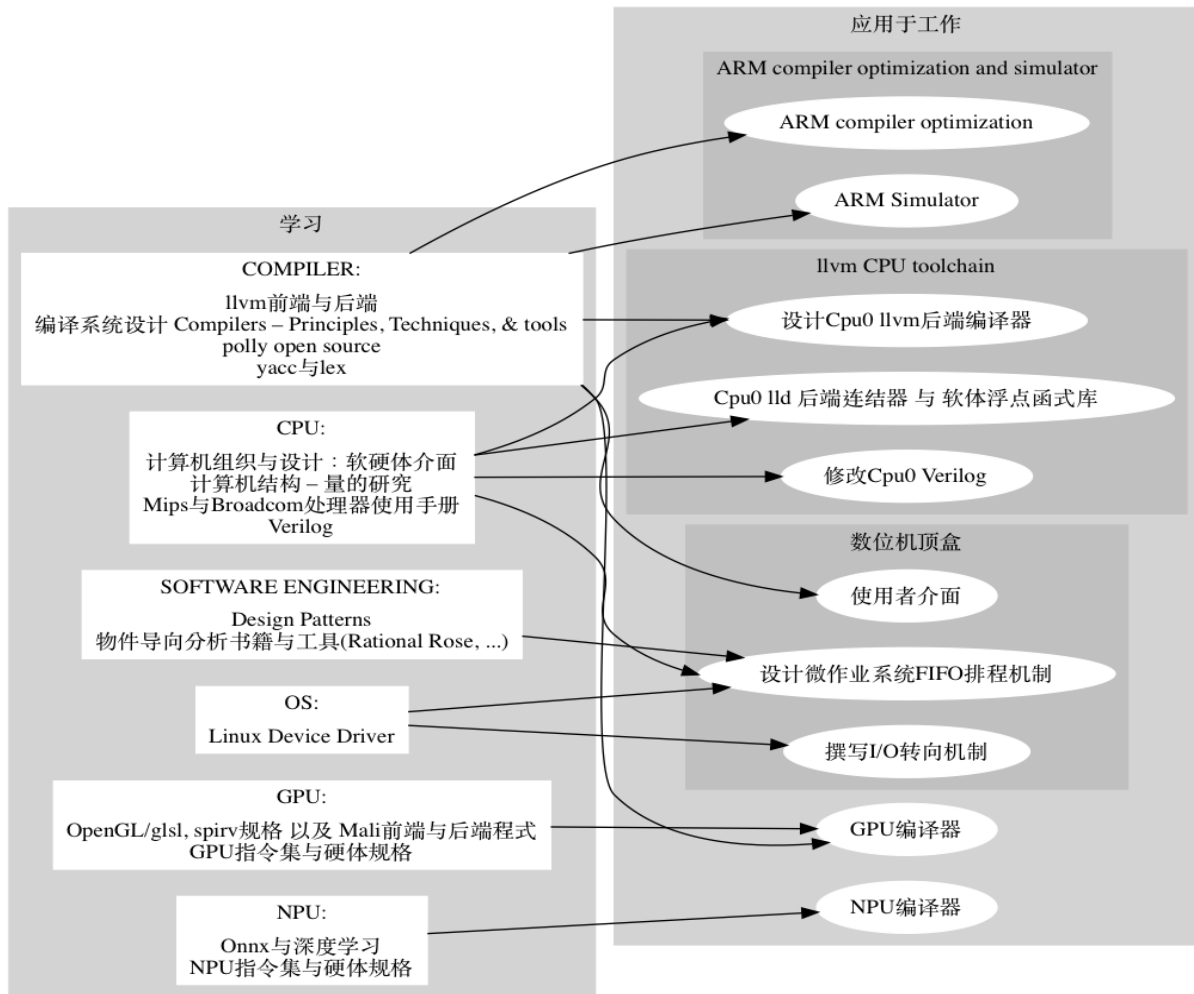 学习
COMPILER:
llvm前端与后端
编译系统设计 Compilers – Principles, Techniques, & tools
polly open source
yacc与lex
CPU:
计算机组织与设计：软硬体介面
计算机结构 – 量的研究
Mips与Broadcom处理器使用手册
Verilog
SOFTWARE ENGINEERING:
Design Patterns
物件导向分析书籍与工具(Rational Rose, ...)
OS:
Linux Device Driver
GPU:
OpenGL/glsl, spirv规格 以及 Mali前端与后端程式
GPU指令集与硬体规格
NPU:
Onnx与深度学习
NPU指令集与硬体规格
应用于工作
ARM compiler optimization and simulator
ARM compiler optimization
ARM Simulator
llvm CPU toolchain
设计Cpu0 llvm后端编译器
Cpu0 lld 后端连结器 与 软体浮点函式库
修改Cpu0 Verilog
数位机顶盒
使用者介面
设计微作业系统FIFO排程机制
撰写I/O转向机制
GPU编译器
NPU编译器